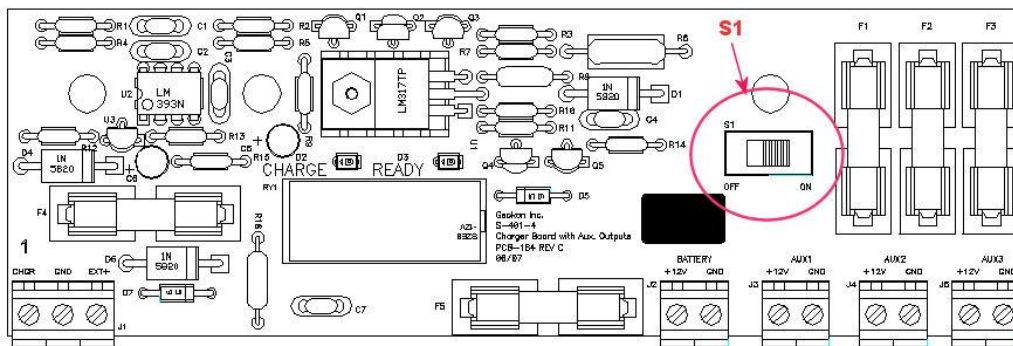 R1
C1
R2
Q1
Q2
Q3
S1
F1
F2
F3
R4
C2
R5
R3
R7
R6
U2
LM
393N
C3
LM317TP
R8
1N
5820
D1
R10
R11
C4
S1
U3
R12
R13
C5
R9
D2
D3
U1
R14
D4
1N
5820
C6
R15
CHARGE
READY
Q4
Q5
OFF
ON
F4
RY1
R16
D5
Geokon Inc.
S-401-4
Charger Board with Aux. Outputs
PCB-184 REV C
08/07
1
D6
1N
5820
D7
CHGR
GND
EXT+
J1
C7
F5
BATTERY
+12V
GND
J2
AUX1
+12V
GND
J3
AUX2
+12V
GND
J4
AUX3
+12V
GND